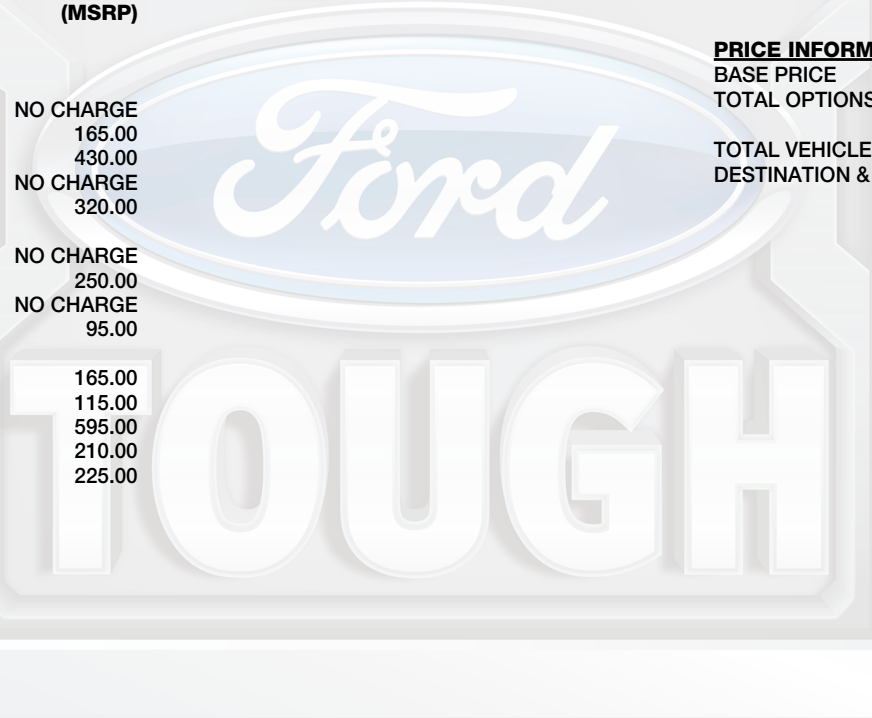 (MSRP)
NO CHARGE
165.00
430.00
NO CHARGE
320.00
NO CHARGE
250.00
NO CHARGE
95.00
165.00
115.00
595.00
210.00
225.00
PRICE INFORM
BASE PRICE
TOTAL OPTIONS
TOTAL VEHICLE
DESTINATION &
Ford
TOUGH